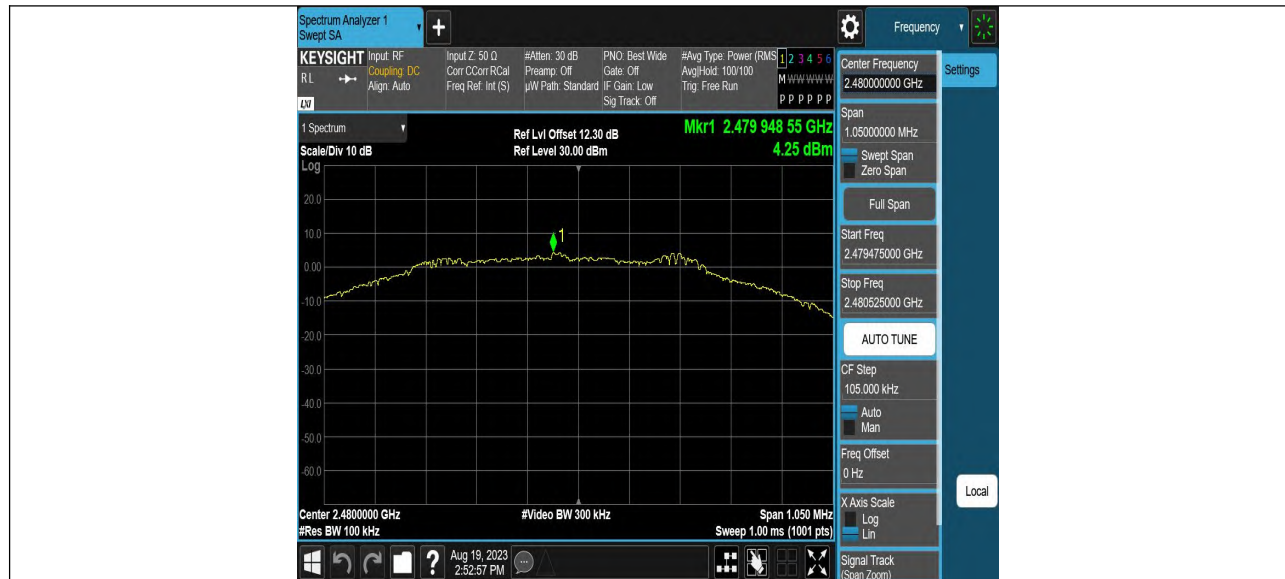 Spectrum Analyzer 1
Swept SA
+
Frequency
KEYSIGHT
RL
LXI
Input: RF
Coupling: DC
Align: Auto
Input Z: 50 Ω
Corr CCorr RCal
Freq Ref: Int (S)
#Atten: 30 dB
Preamp: Off
µW Path: Standard
PNO: Best Wide
Gate: Off
IF Gain: Low
Sig Track: Off
#Avg Type: Power (RMS
Avg|Hold: 100/100
Trig: Free Run
1 2 3 4 5 6
M W W W W W
P P P P P P
Settings
1 Spectrum
Scale/Div 10 dB
Log
Ref Lvl Offset 12.30 dB
Ref Level 30.00 dBm
Mkr1 2.479 948 55 GHz
4.25 dBm
20.0
10.0
0.00
-10.0
-20.0
-30.0
-40.0
-50.0
-60.0
1
Center 2.4800000 GHz
#Res BW 100 kHz
#Video BW 300 kHz
Span 1.050 MHz
Sweep 1.00 ms (1001 pts)
Center Frequency
2.480000000 GHz
Span
1.05000000 MHz
Swept Span
Zero Span
Full Span
Start Freq
2.479475000 GHz
Stop Freq
2.480525000 GHz
AUTO TUNE
CF Step
105.000 kHz
Auto
Man
Freq Offset
0 Hz
X Axis Scale
Log
Lin
Signal Track
(Span Zoom)
Local
?
Aug 19, 2023
2:52:57 PM